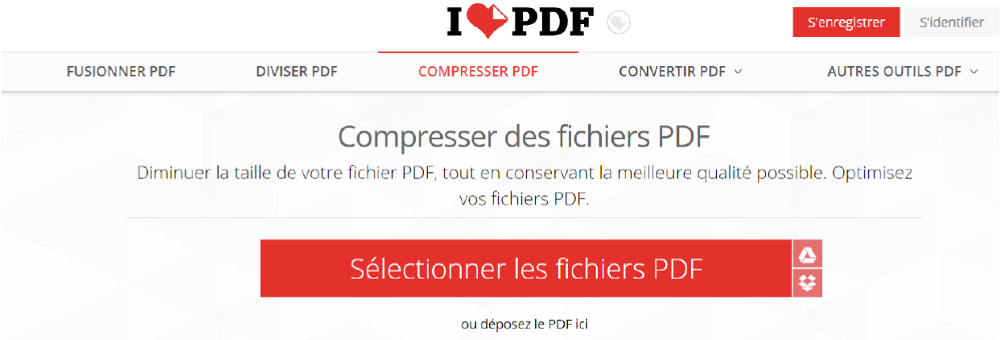 I PDF
S'enregistrer
S'identifier
FUSIONNER PDF
DIVISER PDF
COMPRESSER PDF
CONVERTIR PDF
AUTRES OUTILS PDF
Compresser des fichiers PDF
Diminuer la taille de votre fichier PDF, tout en conservant la meilleure qualité possible. Optimisez
vos fichiers PDF.
Sélectionner les fichiers PDF
ou déposez le PDF ici